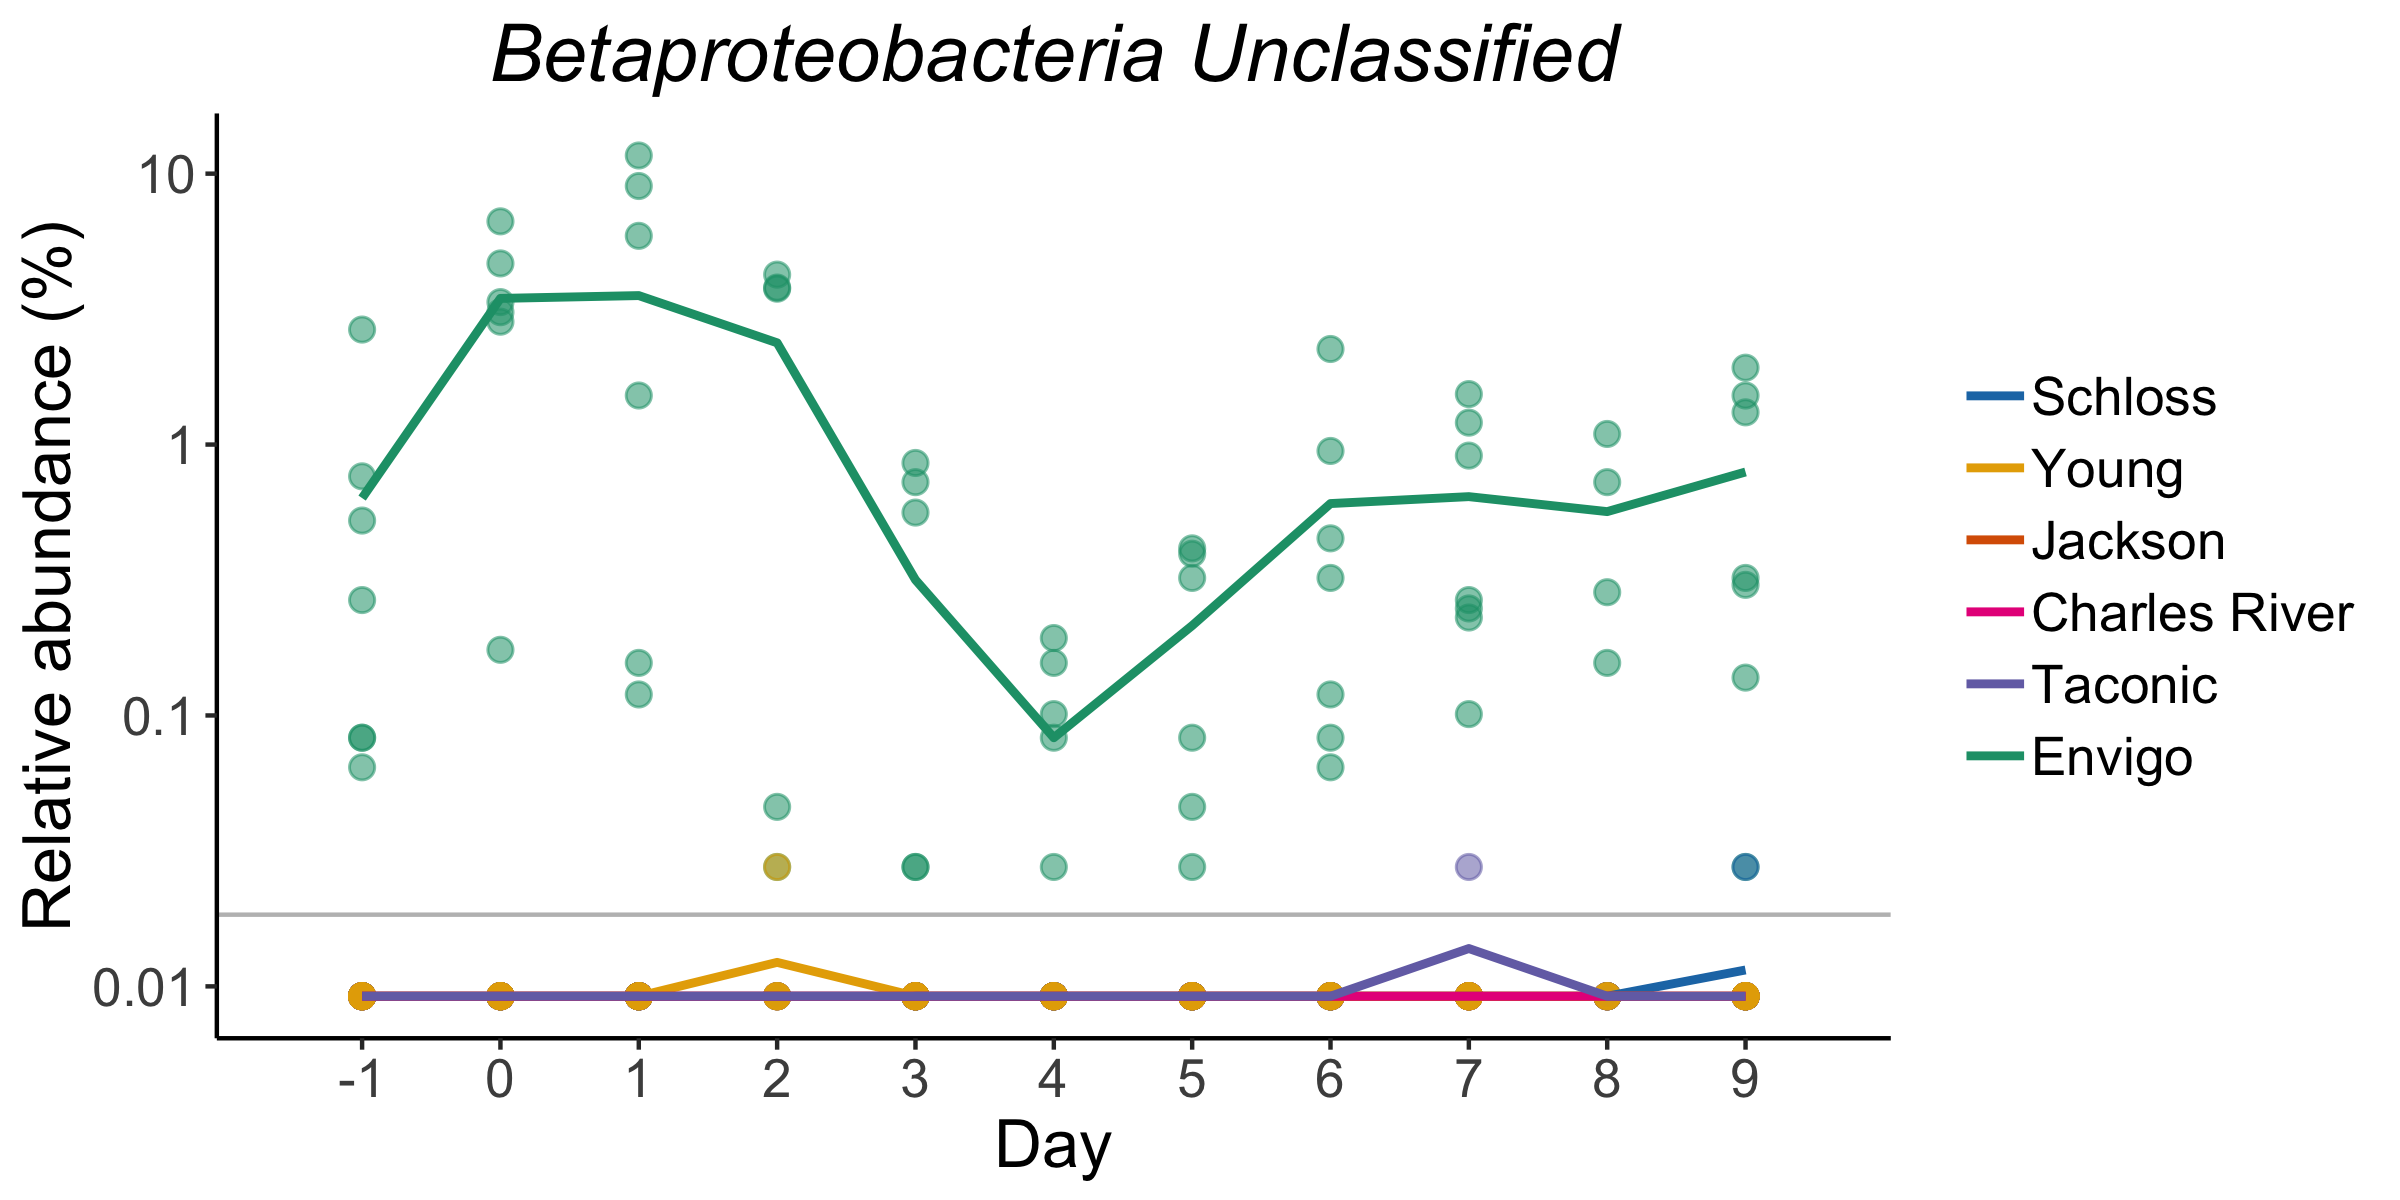 Betaproteobacteria Unclassified
Relative abundance (%)
10
1
0.1
0.01
-1 0 1 2 3 4 5 6 7 8 9
Day
Schloss
Young
Jackson
Charles River
Taconic
Envigo